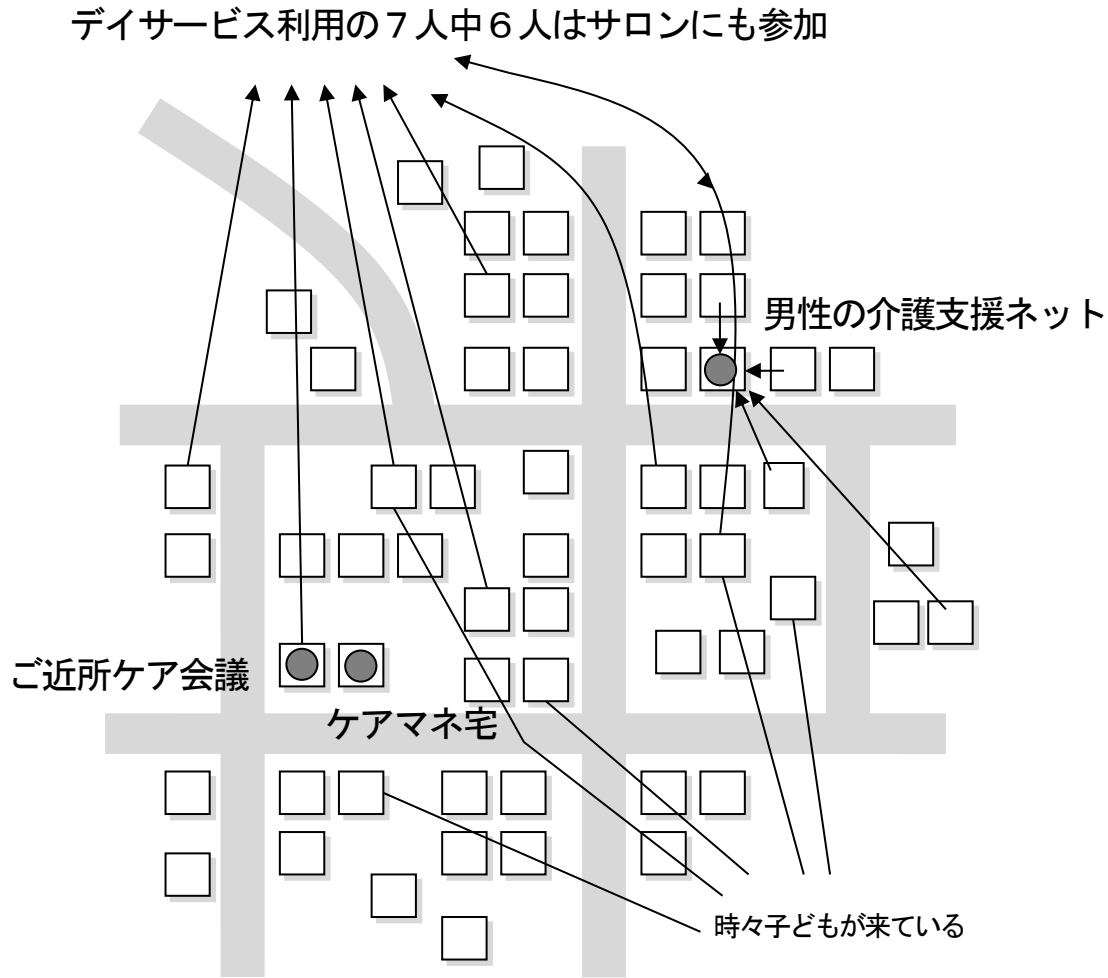 デイサービス利用の７人中６人はサロンにも参加
男性の介護支援ネット
ご近所ケア会議
ケアマネ宅
時々子どもが来ている